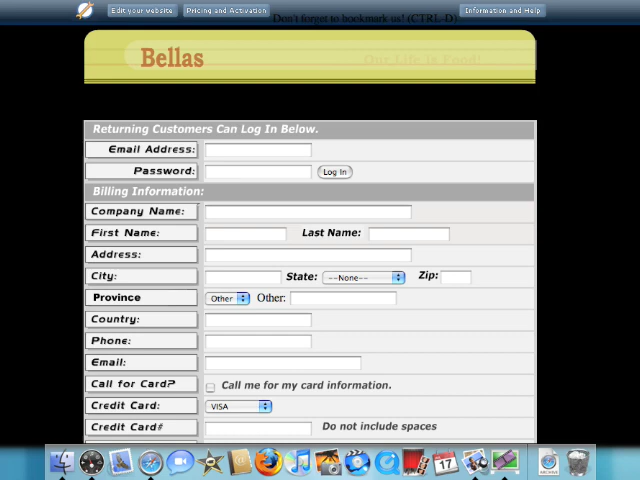 Edit your website Pricing and Activation Don't forget to bookmark us! (CTRL-D) Information and Help
Bellas Our Life is Food!
Returning Customers Can Log In Below.
Email Address:
Password: Log In
Billing Information:
Company Name:
First Name: Last Name:
Address:
City: State: --None-- Zip:
Province Other Other:
Country:
Phone:
Email:
Call for Card? Call me for my card information.
Credit Card: VISA
Credit Card# Do not include spaces
17